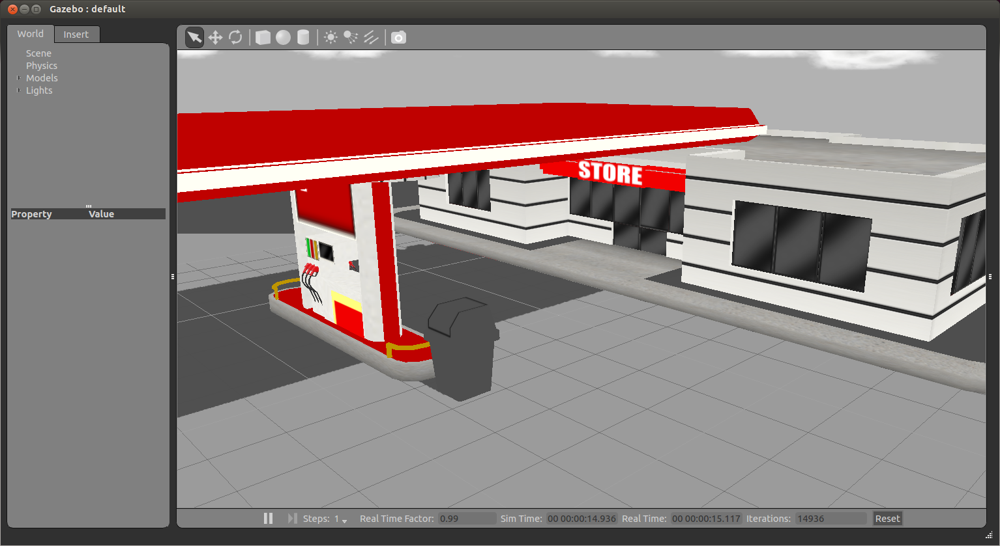 Gazebo : default
World Insert
Scene
Physics
Models
Lights
Property Value
STORE
Steps: 1 Real Time Factor: 0.99 Sim Time: 00 00:00:14.936 Real Time: 00 00:00:15.117 Iterations: 14936 Reset